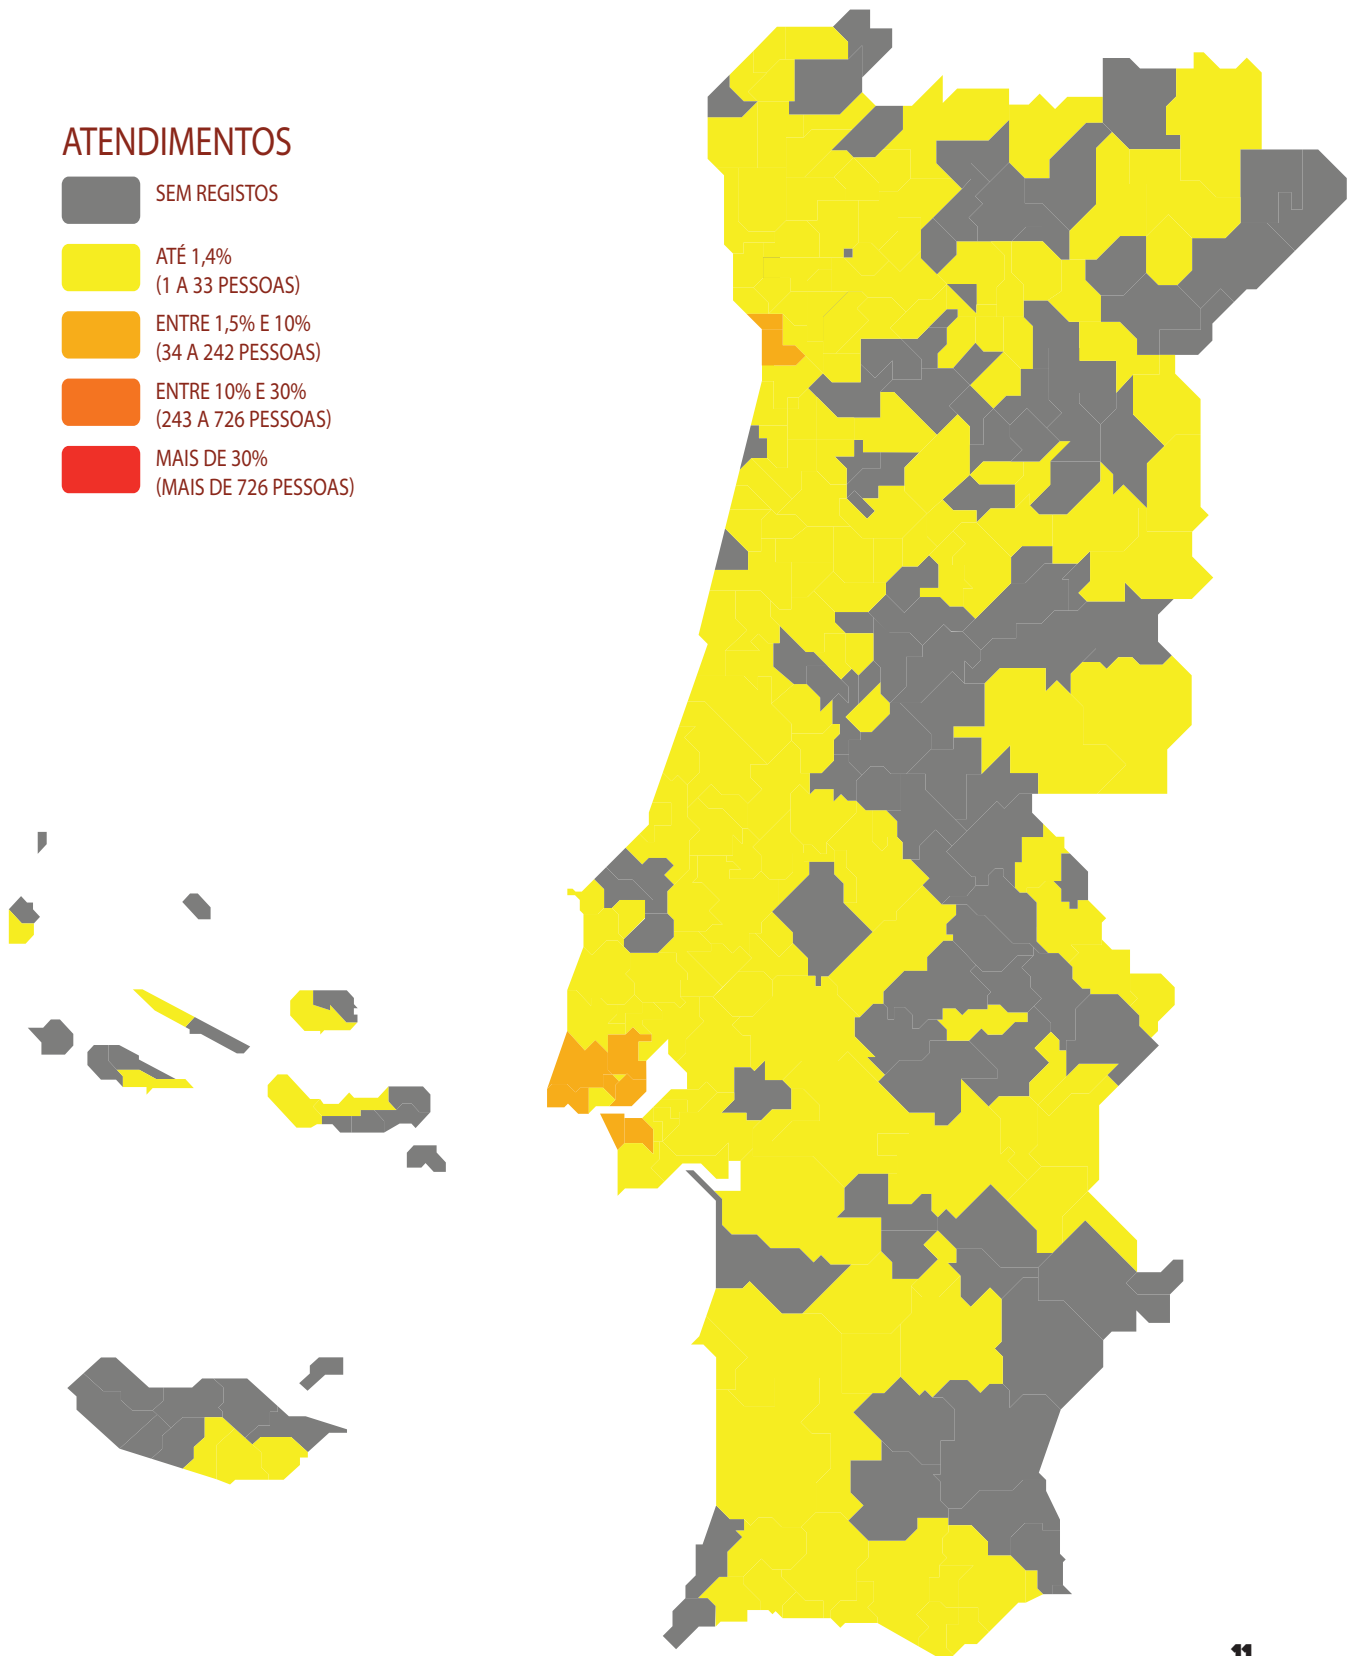 ATENDIMENTOS
SEM REGISTOS
ATÉ 1,4%
(1 A 33 PESSOAS)
ENTRE 1,5% E 10%
(34 A 242 PESSOAS)
ENTRE 10% E 30%
(243 A 726 PESSOAS)
MAIS DE 30%
(MAIS DE 726 PESSOAS)
11